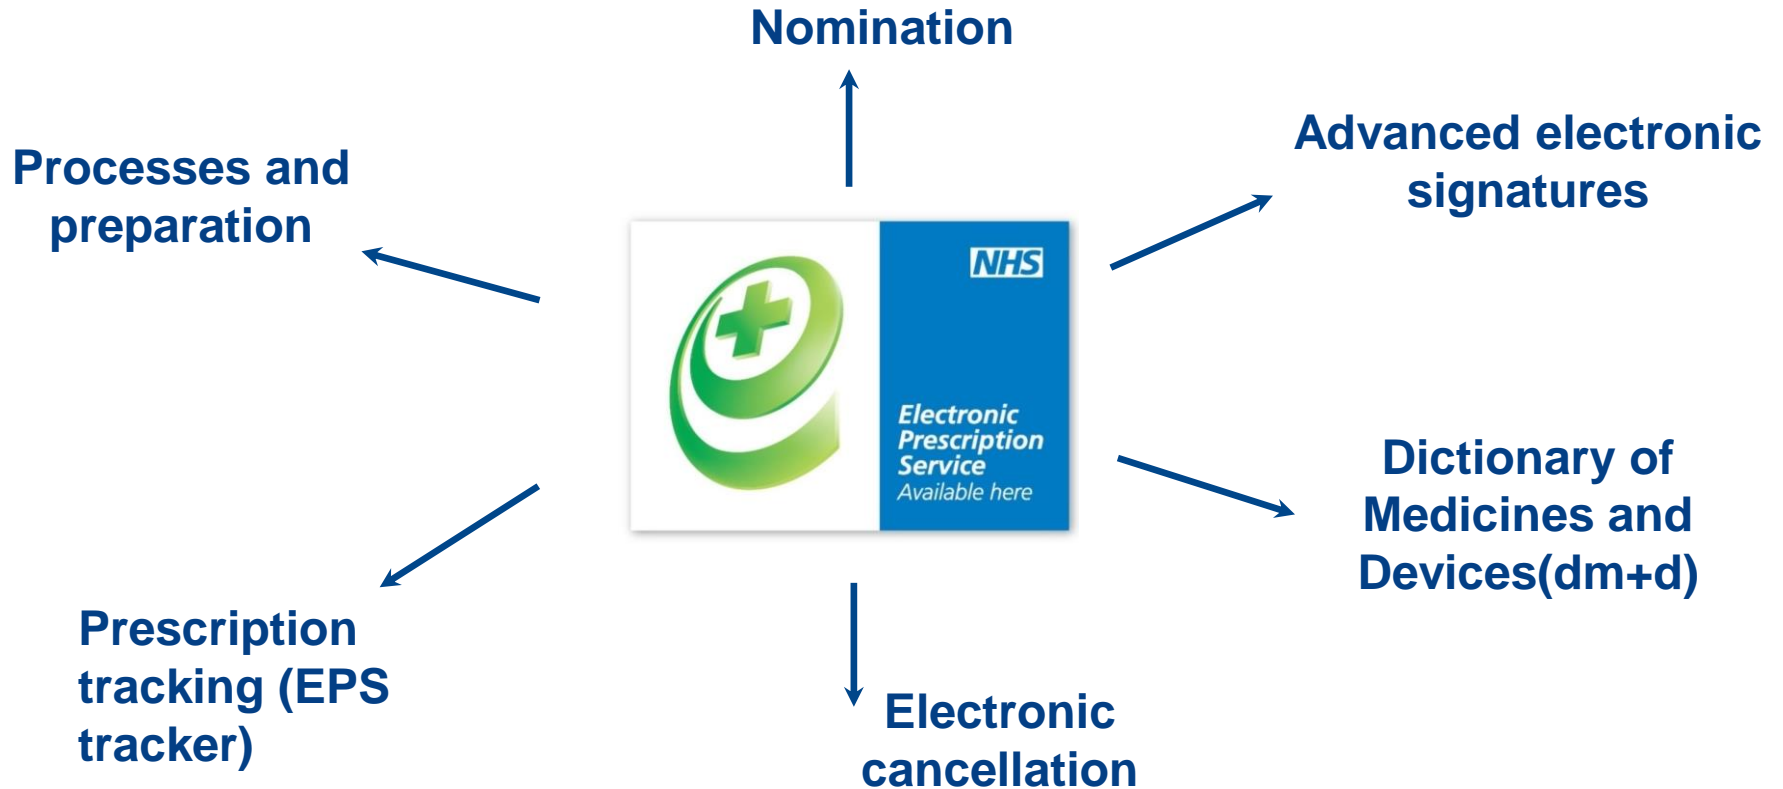 Nomination
Advanced electronic
signatures
Processes and
preparation
NHS
Electronic
Prescription
Service
Available here
Dictionary of
Medicines and
Devices(dm+d)
Prescription
tracking (EPS
tracker)
Electronic
cancellation